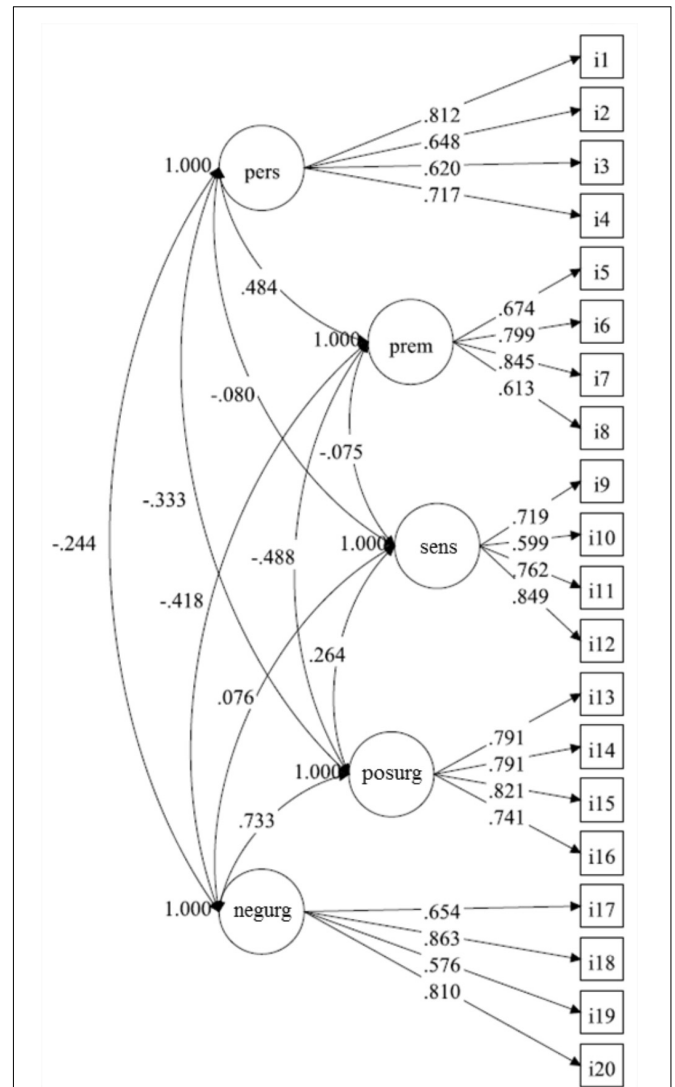 i1
.812
i2
.648
1.000
pers
.620
i3
.717
i4
.484
i5
.674
i6
1.000
prem
.799
.845
i7
.613
i8
-.080
-.075
i9
-.333
.719
-.244
1.000
sens
.599
i10
-.488
.762
i11
-.418
.849
i12
.264
.076
i13
.791
i14
1.000
posurg
.791
.821
i15
.733
.741
i16
1.000
negurg
.654
i17
.863
i18
.576
.810
i19
i20